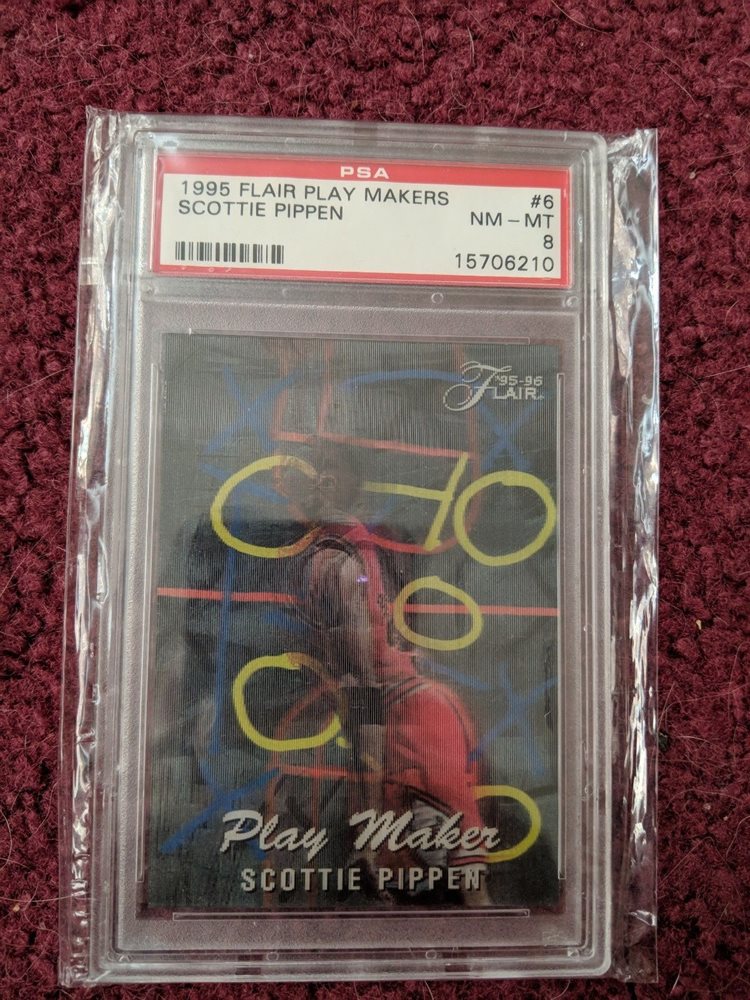 PSA
1995 FLAIR PLAY MAKERS #6
SCOTTIE PIPPEN NM-MT
8
15706210
'95-96
FLAIR
Play Maker
SCOTTIE PIPPEN